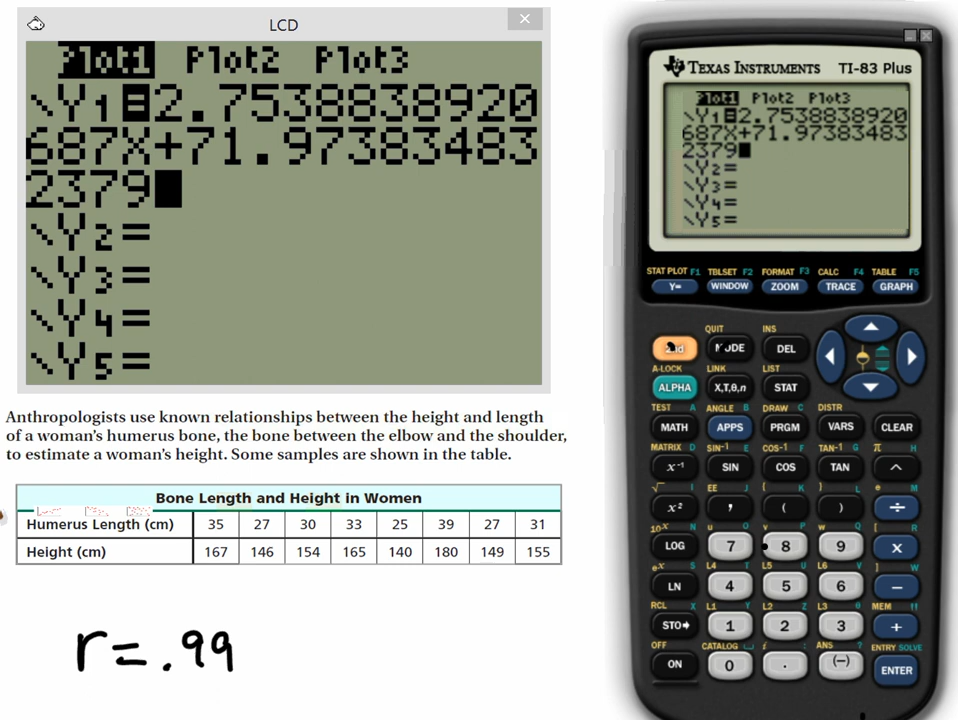 LCD
Plot1 Plot2 Plot3
\Y1=2.7538838920
687X+71.97383483
2379
\Y2=
\Y3=
\Y4=
\Y5=
Anthropologists use known relationships between the height and length
of a woman's humerus bone, the bone between the elbow and the shoulder,
to estimate a woman's height. Some samples are shown in the table.
Bone Length and Height in Women
Humerus Length (cm) 35 27 30 33 25 39 27 31
Height (cm) 167 146 154 165 140 180 149 155
r=.99
TEXAS INSTRUMENTS TI-83 Plus
Plot1 Plot2 Plot3
\Y1=2.7538838920
687X+71.97383483
2379
\Y2=
\Y3=
\Y4=
\Y5=
STAT PLOT F1 TBLSET F2 FORMAT F3 CALC F4 TABLE F5
Y= WINDOW ZOOM TRACE GRAPH
QUIT INS
2nd MODE DEL
A-LOCK LINK LIST
ALPHA X,T,θ,n STAT
TEST A ANGLE B DRAW C DISTR
MATH APPS PRGM VARS CLEAR
MATRIX D SIN-1 E COS-1 F TAN-1 G π H
x-1 SIN COS TAN ^
√ I EE J { K } L e M
x² , ( ) ÷
10x N u O v P w Q [ R
LOG 7 8 9 x
ex S L4 T L5 U L6 V ] W
LN 4 5 6 −
RCL X L1 Y L2 Z L3 θ MEM "
STO➡ 1 2 3 +
OFF CATALOG i : ANS ? ENTRY SOLVE
ON 0 . (−) ENTER